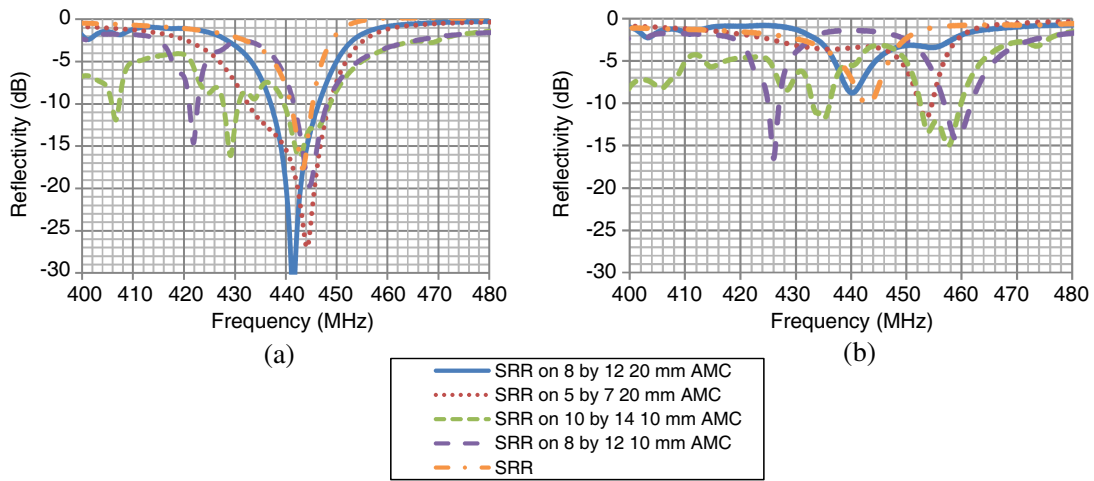 0
-5
-10
-15
-20
-25
-30
Reflectivity (dB)
400 410 420 430 440 450 460 470 480
Frequency (MHz)
(a)
0
-5
-10
-15
-20
-25
-30
Reflectivity (dB)
400 410 420 430 440 450 460 470 480
Frequency (MHz)
(b)
SRR on 8 by 12 20 mm AMC
SRR on 5 by 7 20 mm AMC
SRR on 10 by 14 10 mm AMC
SRR on 8 by 12 10 mm AMC
SRR